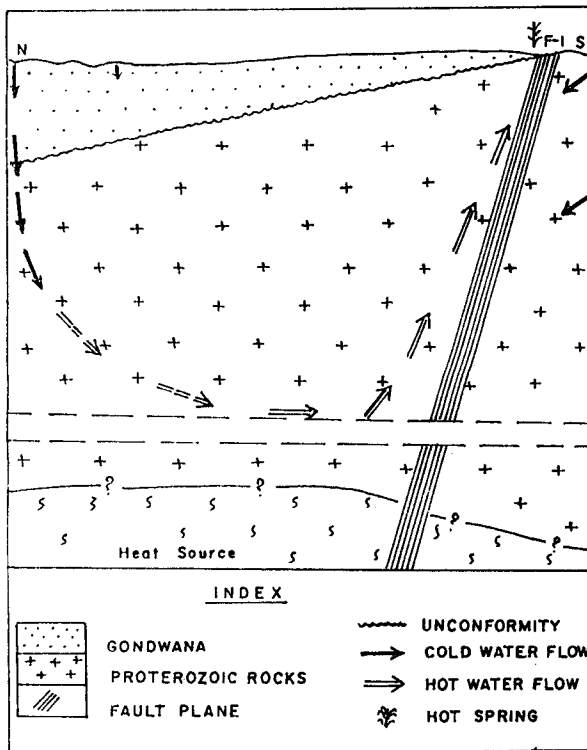 N F-1 S
? ? ? ?
Heat Source
INDEX
GONDWANA
PROTEROZOIC ROCKS
FAULT PLANE
UNCONFORMITY
COLD WATER FLOW
HOT WATER FLOW
HOT SPRING